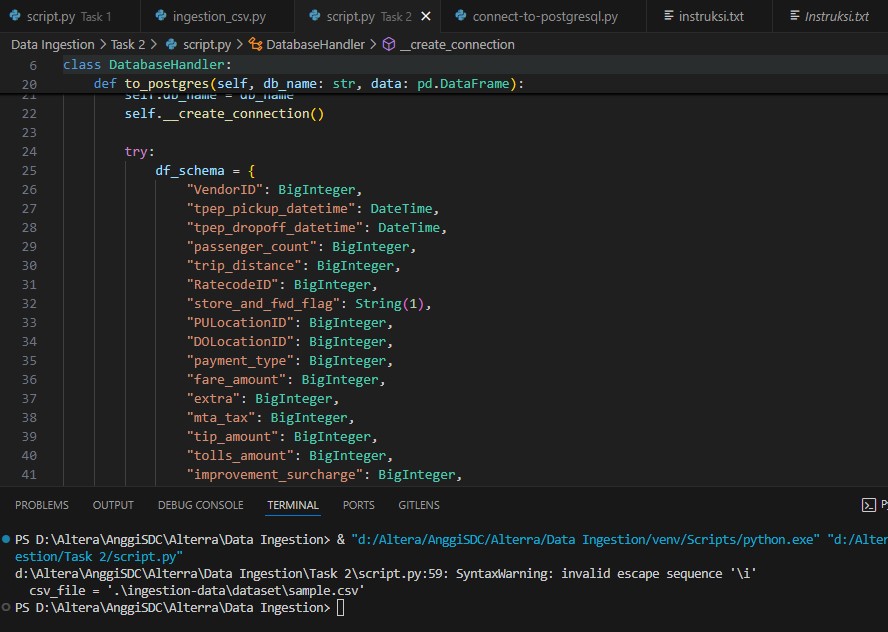 script.py Task 1
ingestion_csv.py
script.py Task 2
connect-to-postgresql.py
instruksi.txt
Instruksi.txt
Data Ingestion > Task 2 > script.py > DatabaseHandler > __create_connection
6 class DatabaseHandler:
20 def to_postgres(self, db_name: str, data: pd.DataFrame):
21 self.db_name = db_name
22 self.__create_connection()
23
24 try:
25 df_schema = {
26 "VendorID": BigInteger,
27 "tpep_pickup_datetime": DateTime,
28 "tpep_dropoff_datetime": DateTime,
29 "passenger_count": BigInteger,
30 "trip_distance": BigInteger,
31 "RatecodeID": BigInteger,
32 "store_and_fwd_flag": String(1),
33 "PULocationID": BigInteger,
34 "DOLocationID": BigInteger,
35 "payment_type": BigInteger,
36 "fare_amount": BigInteger,
37 "extra": BigInteger,
38 "mta_tax": BigInteger,
39 "tip_amount": BigInteger,
40 "tolls_amount": BigInteger,
41 "improvement_surcharge": BigInteger,
PROBLEMS OUTPUT DEBUG CONSOLE TERMINAL PORTS GITLENS
PS D:\Altera\AnggiSDC\Alterra\Data Ingestion> & "d:/Altera/AnggiSDC/Alterra/Data Ingestion/venv/Scripts/python.exe" "d:/Alter
estion/Task 2/script.py"
d:\Altera\AnggiSDC\Alterra\Data Ingestion\Task 2\script.py:59: SyntaxWarning: invalid escape sequence '\i'
csv_file = '.\ingestion-data\dataset\sample.csv'
PS D:\Altera\AnggiSDC\Alterra\Data Ingestion>